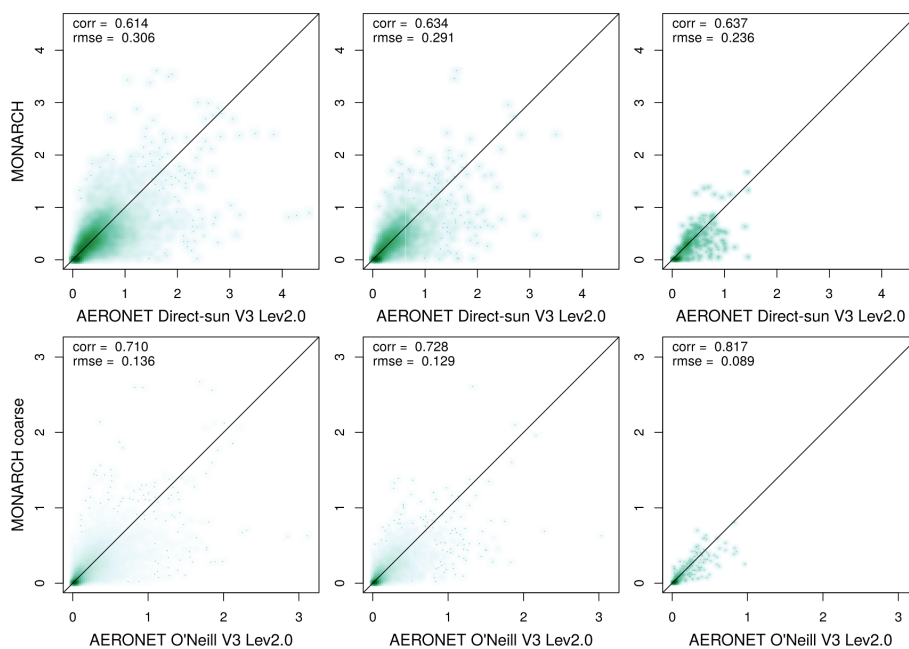 corr = 0.614
rmse = 0.306
corr = 0.634
rmse = 0.291
corr = 0.637
rmse = 0.236
MONARCH
4
3
2
1
0
4
3
2
1
0
4
3
2
1
0
0 1 2 3 4
0 1 2 3 4
0 1 2 3 4
AERONET Direct-sun V3 Lev2.0
AERONET Direct-sun V3 Lev2.0
AERONET Direct-sun V3 Lev2.0
corr = 0.710
rmse = 0.136
corr = 0.728
rmse = 0.129
corr = 0.817
rmse = 0.089
MONARCH coarse
3
2
1
0
3
2
1
0
3
2
1
0
0 1 2 3
0 1 2 3
0 1 2 3
AERONET O'Neill V3 Lev2.0
AERONET O'Neill V3 Lev2.0
AERONET O'Neill V3 Lev2.0